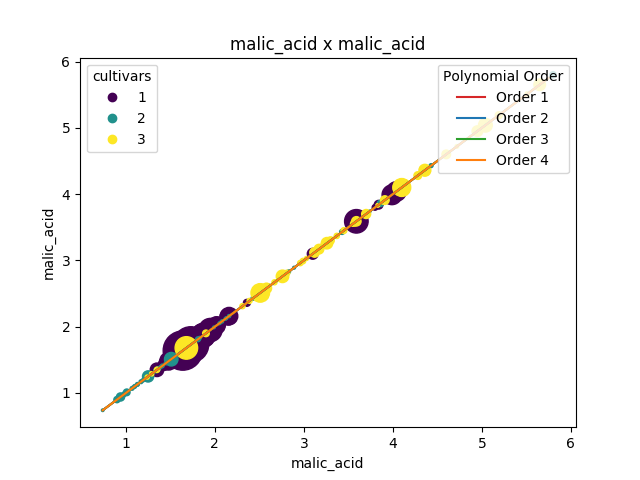 malic_acid x malic_acid
cultivars
1
2
3
Polynomial Order
Order 1
Order 2
Order 3
Order 4
6
5
4
3
2
1
malic_acid
1
2
3
4
5
6
malic_acid